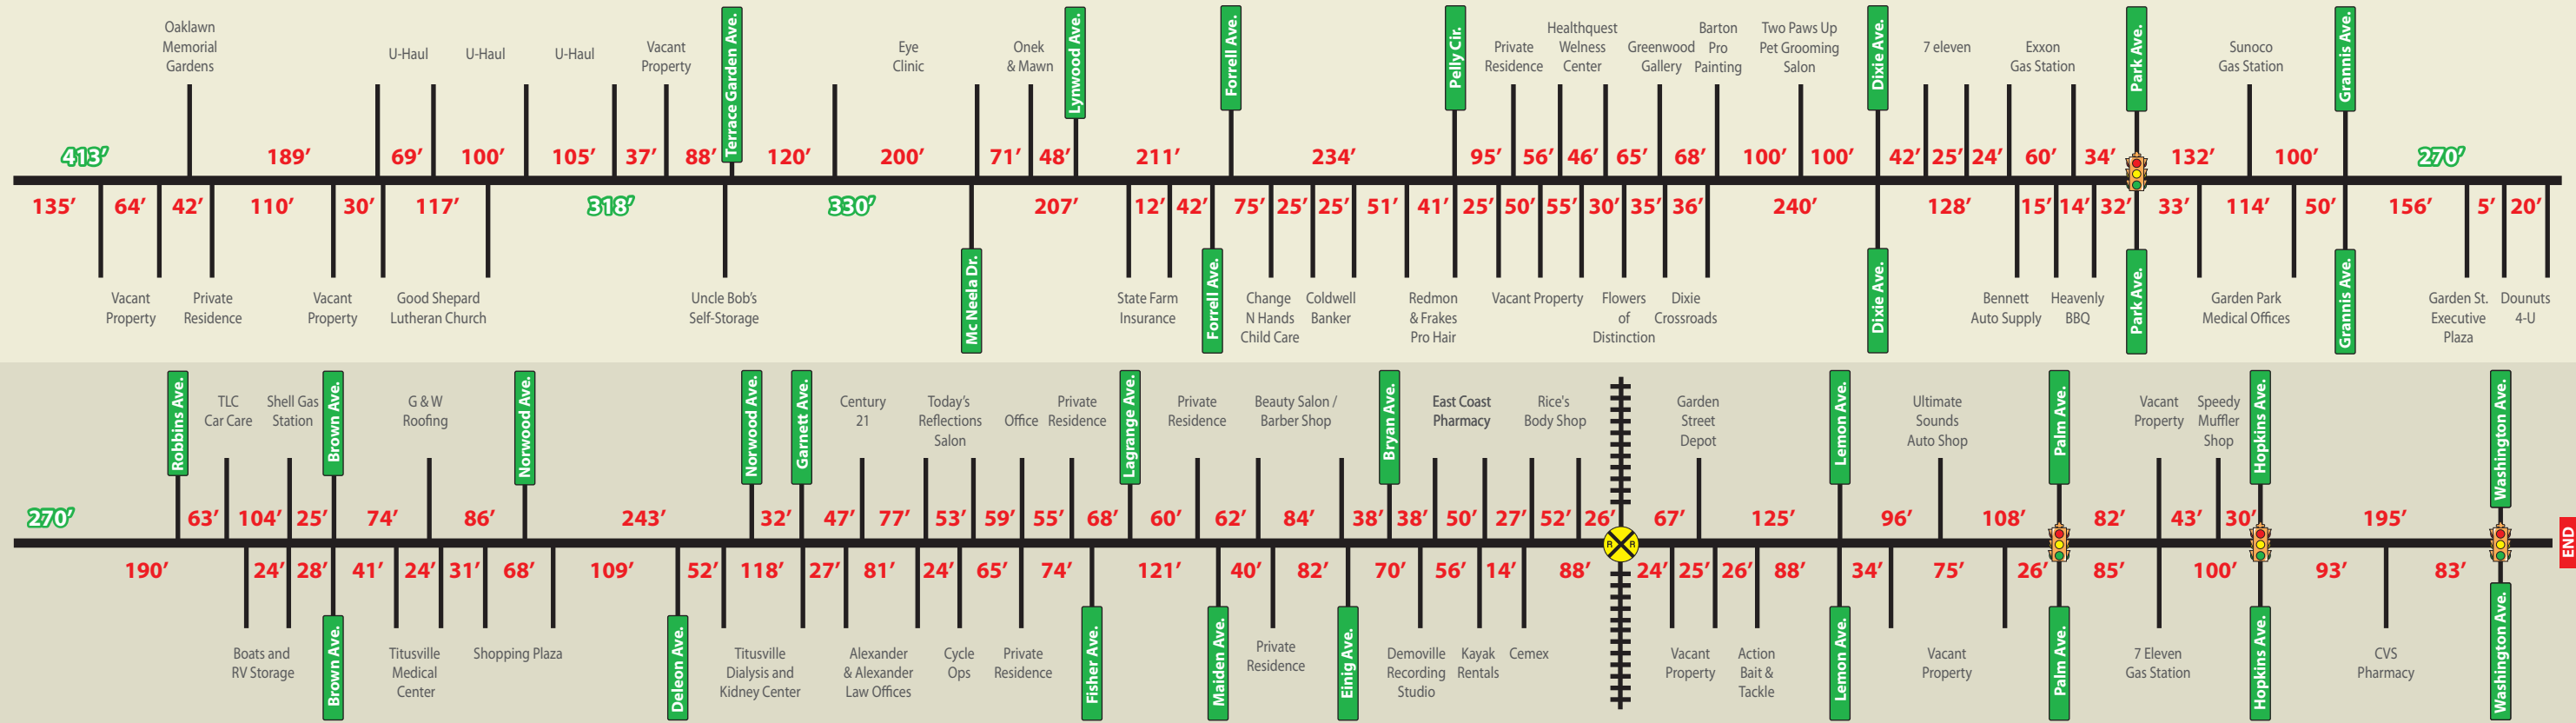 Oaklawn
Memorial
Gardens
U-Haul
U-Haul
U-Haul
Vacant
Property
Terrace Garden Ave.
Eye
Clinic
Onek
& Mawn
Lynwood Ave.
Forrell Ave.
Pelly Cir.
Private
Residence
Healthquest
Welness
Center
Greenwood
Gallery
Barton
Pro
Painting
Two Paws Up
Pet Grooming
Salon
Dixie Ave.
7 eleven
Exxon
Gas Station
Park Ave.
Sunoco
Gas Station
Grannis Ave.
413' 189' 69' 100' 105' 37' 88' 120' 200' 71' 48' 211' 234' 95' 56' 46' 65' 68' 100' 100' 42' 25' 24' 60' 34' 132' 100' 270'
135' 64' 42' 110' 30' 117' 318' 330' 207' 12' 42' 75' 25' 25' 51' 41' 25' 50' 55' 30' 35' 36' 240' 128' 15' 14' 32' 33' 114' 50' 156' 5' 20'
Vacant
Property
Private
Residence
Vacant
Property
Good Shepard
Lutheran Church
Uncle Bob's
Self-Storage
Mc Neela Dr.
State Farm
Insurance
Forrell Ave.
Change
N Hands
Child Care
Coldwell
Banker
Redmon
& Frakes
Pro Hair
Vacant Property
Flowers
of
Distinction
Dixie
Crossroads
Dixie Ave.
Bennett
Auto Supply
Heavenly
BBQ
Park Ave.
Garden Park
Medical Offices
Grannis Ave.
Garden St.
Executive
Plaza
Dounuts
4-U
Robbins Ave.
TLC
Car Care
Shell Gas
Station
Brown Ave.
G & W
Roofing
Norwood Ave.
Norwood Ave.
Garnett Ave.
Century
21
Today's
Reflections
Salon
Office
Private
Residence
Lagrange Ave.
Private
Residence
Beauty Salon /
Barber Shop
Bryan Ave.
East Coast
Pharmacy
Rice's
Body Shop
Garden
Street
Depot
Lemon Ave.
Ultimate
Sounds
Auto Shop
Palm Ave.
Vacant
Property
Speedy
Muffler
Shop
Hopkins Ave.
Washington Ave.
270' 63' 104' 25' 74' 86' 243' 32' 47' 77' 53' 59' 55' 68' 60' 62' 84' 38' 38' 50' 27' 52' 26' 67' 125' 96' 108' 82' 43' 30' 195'
R R
END
190' 24' 28' 41' 24' 31' 68' 109' 52' 118' 27' 81' 24' 65' 74' 121' 40' 82' 70' 56' 14' 88' 24' 25' 26' 88' 34' 75' 26' 85' 100' 93' 83'
Boats and
RV Storage
Brown Ave.
Titusville
Medical
Center
Shopping Plaza
Deleon Ave.
Titusville
Dialysis and
Kidney Center
Alexander
& Alexander
Law Offices
Cycle
Ops
Private
Residence
Fisher Ave.
Maiden Ave.
Private
Residence
Einig Ave.
Demoville
Recording
Studio
Kayak
Rentals
Cemex
Vacant
Property
Action
Bait &
Tackle
Lemon Ave.
Vacant
Property
Palm Ave.
7 Eleven
Gas Station
Hopkins Ave.
CVS
Pharmacy
Washington Ave.